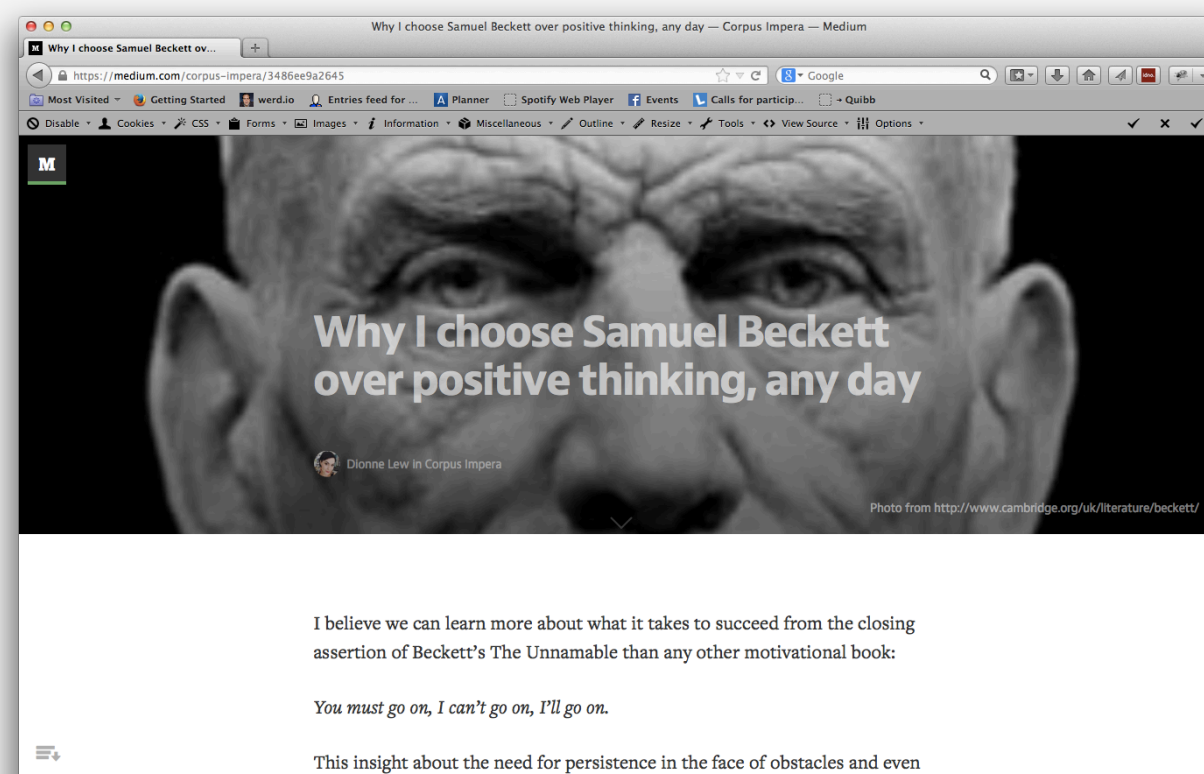 Why I choose Samuel Beckett over positive thinking, any day — Corpus Impera — Medium
M Why I choose Samuel Beckett ov... +
https://medium.com/corpus-impera/3486ee9a2645 8 Google
Most Visited Getting Started werd.io Entries feed for ... A Planner Spotify Web Player f Events Calls for particip... → Quibb
Disable Cookies CSS Forms Images i Information Miscellaneous Outline Resize Tools View Source Options
M
Why I choose Samuel Beckett
over positive thinking, any day
Dionne Lew in Corpus Impera
Photo from http://www.cambridge.org/uk/literature/beckett/
I believe we can learn more about what it takes to succeed from the closing
assertion of Beckett’s The Unnamable than any other motivational book:
You must go on, I can’t go on, I’ll go on.
This insight about the need for persistence in the face of obstacles and even